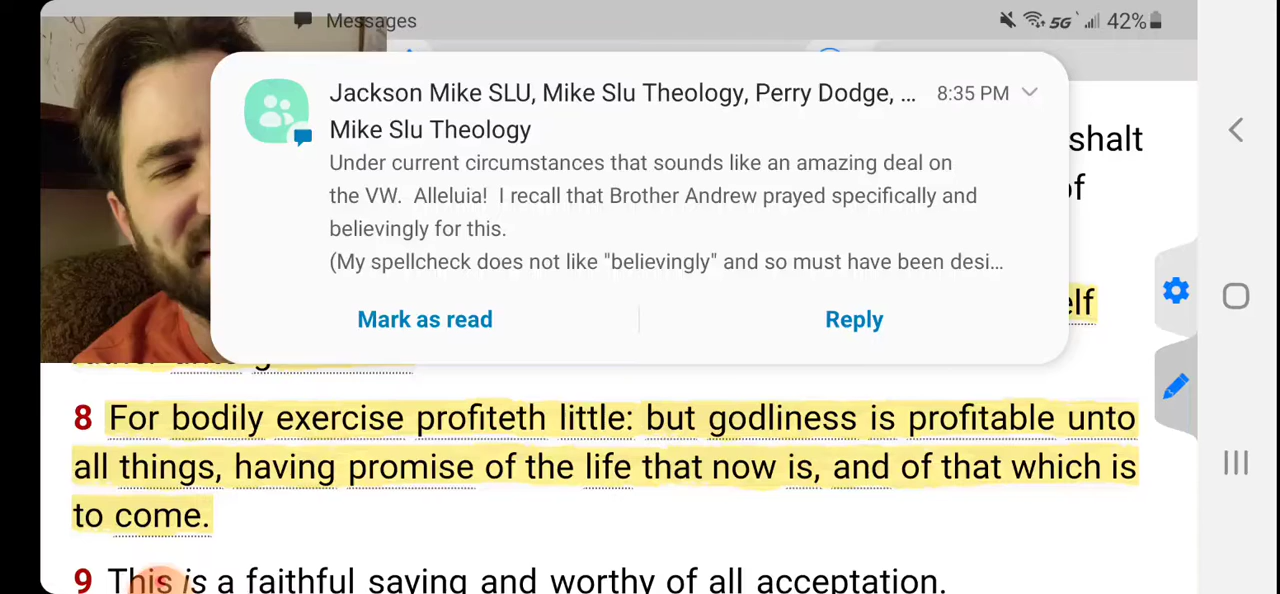 Messages
5G 42%
Jackson Mike SLU, Mike Slu Theology, Perry Dodge, ... 8:35 PM
Mike Slu Theology
Under current circumstances that sounds like an amazing deal on
the VW. Alleluia! I recall that Brother Andrew prayed specifically and
believingly for this.
(My spellcheck does not like "believingly" and so must have been desi...
Mark as read Reply
shalt
of
elf
8 For bodily exercise profiteth little: but godliness is profitable unto
all things, having promise of the life that now is, and of that which is
to come.
9 This is a faithful saying and worthy of all acceptation.